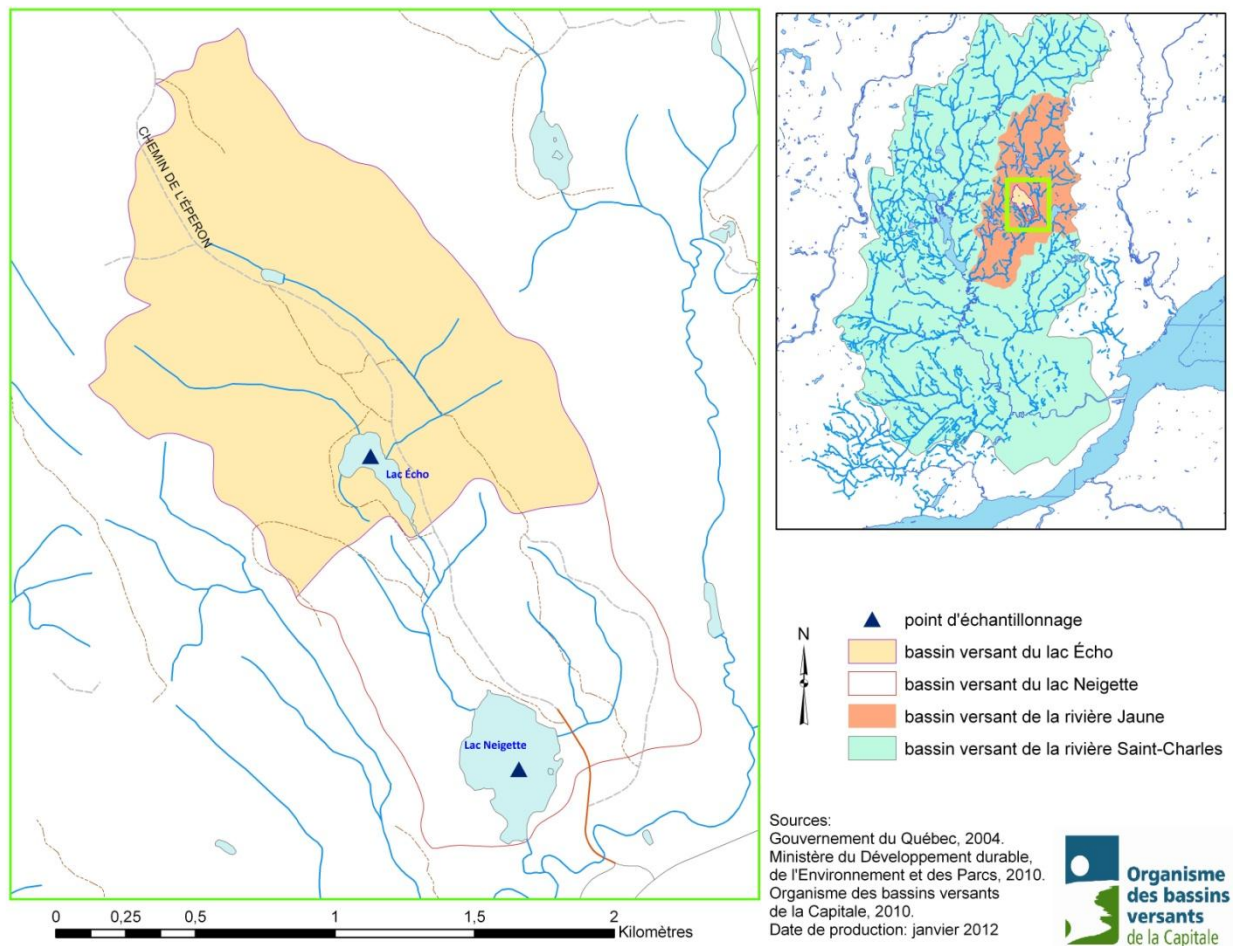 CHEMIN DE L'ÉPERON
Lac Écho
Lac Neigette
0 0,25 0,5 1 1,5 2
Kilomètres
N
point d'échantillonnage
bassin versant du lac Écho
bassin versant du lac Neigette
bassin versant de la rivière Jaune
bassin versant de la rivière Saint-Charles
Sources:
Gouvernement du Québec, 2004.
Ministère du Développement durable,
de l'Environnement et des Parcs, 2010.
Organisme des bassins versants
de la Capitale, 2010.
Date de production: janvier 2012
Organisme
des bassins
versants
de la Capitale